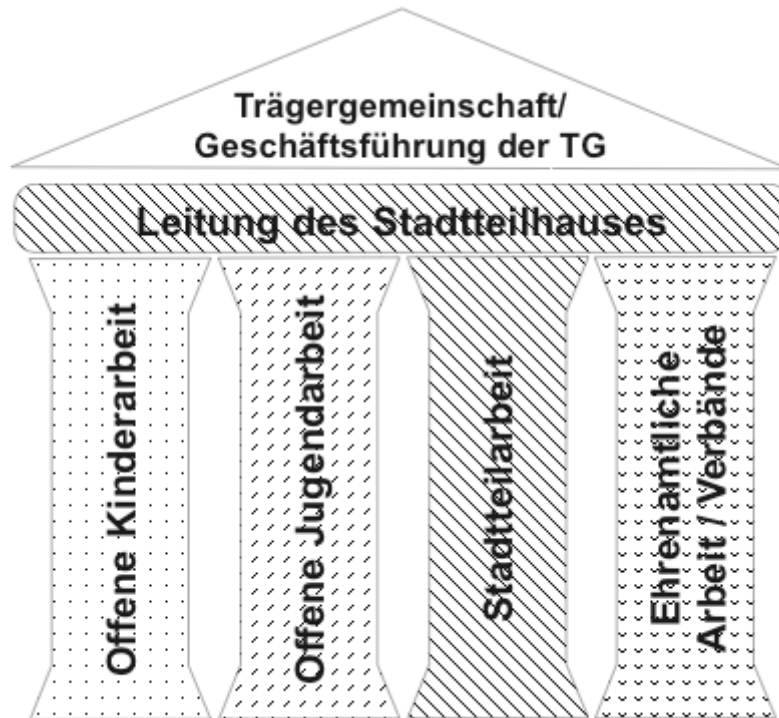 Trägergemeinschaft/
Geschäftsführung der TG
Leitung des Stadtteilhauses
Offene Kinderarbeit
Offene Jugendarbeit
Stadtteilarbeit
Ehrenamtliche
Arbeit / Verbände